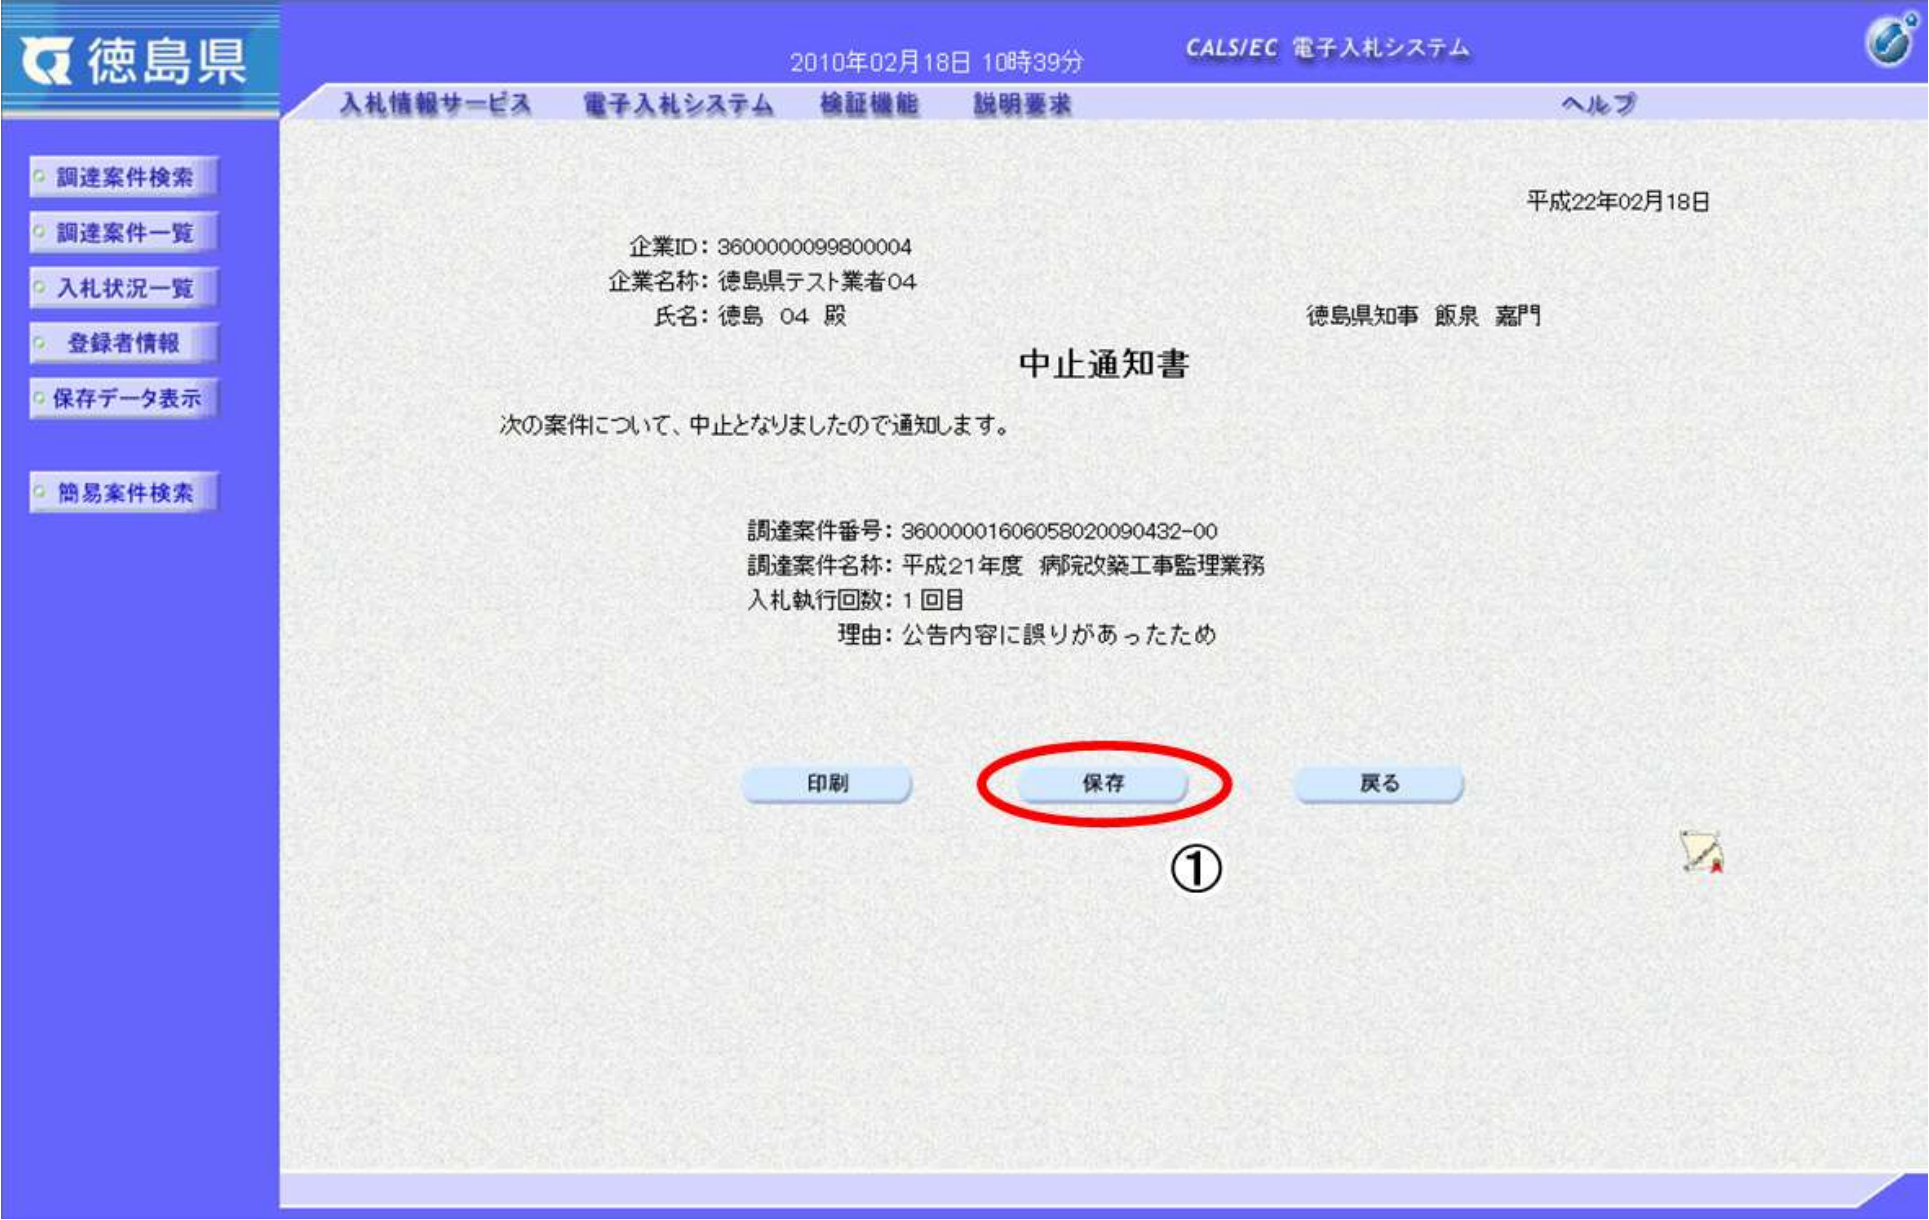 徳島県
2010年02月18日 10時39分
CALS/EC 電子入札システム
入札情報サービス 電子入札システム 検証機能 説明要求 ヘルプ
調達案件検索
調達案件一覧
入札状況一覧
登録者情報
保存データ表示
簡易案件検索
平成22年02月18日
企業ID：3600000099800004
企業名称：徳島県テスト業者04
氏名：徳島 04 殿
徳島県知事 飯泉 嘉門
中止通知書
次の案件について、中止となりましたので通知します。
調達案件番号：36000001606058020090432-00
調達案件名称：平成21年度 病院改築工事監理業務
入札執行回数：1回目
理由：公告内容に誤りがあったため
印刷 保存 戻る
①